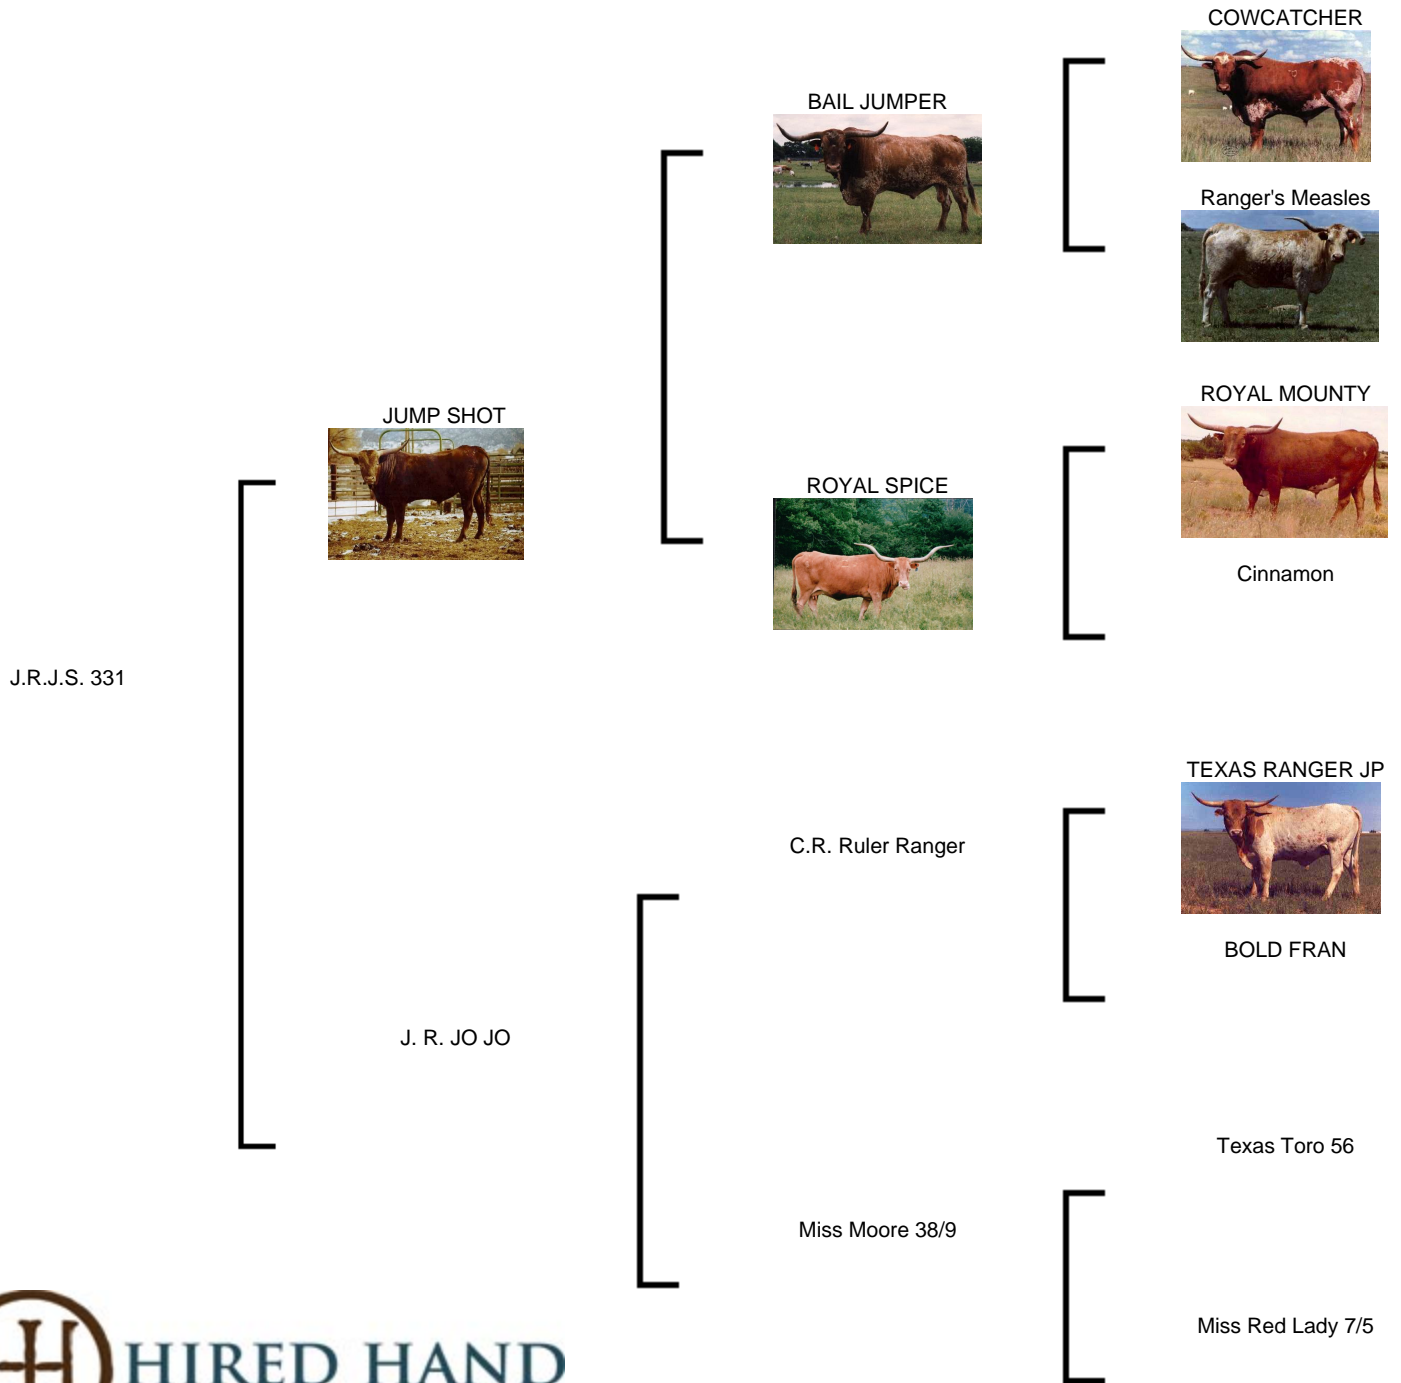 COWCATCHER
BAIL JUMPER
Ranger's Measles
ROYAL MOUNTY
JUMP SHOT
ROYAL SPICE
Cinnamon
J.R.J.S. 331
TEXAS RANGER JP
C.R. Ruler Ranger
BOLD FRAN
J. R. JO JO
Texas Toro 56
Miss Moore 38/9
Miss Red Lady 7/5
HIRED HAND